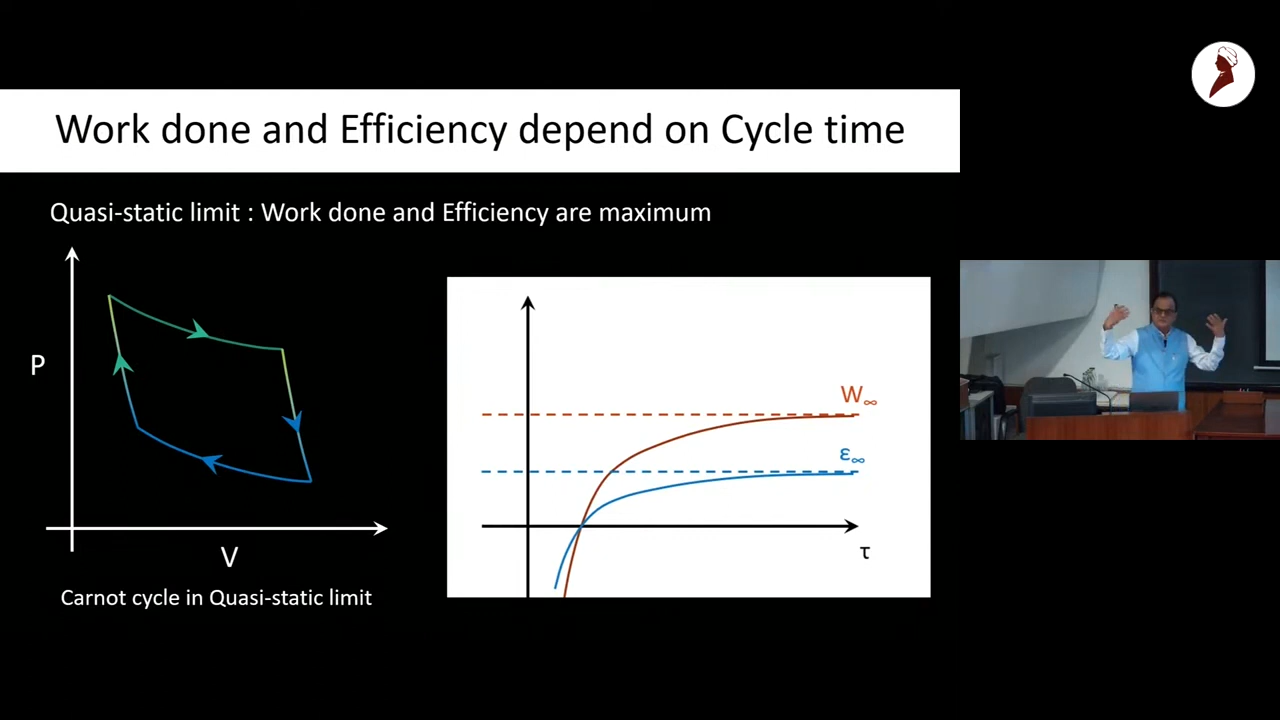 Work done and Efficiency depend on Cycle time
Quasi-static limit : Work done and Efficiency are maximum
P
V
Carnot cycle in Quasi-static limit
W∞
ε∞
τ